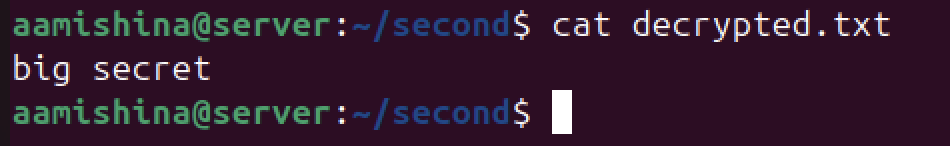 aamishina@server:~/second$ cat decrypted.txt
big secret
aamishina@server:~/second$